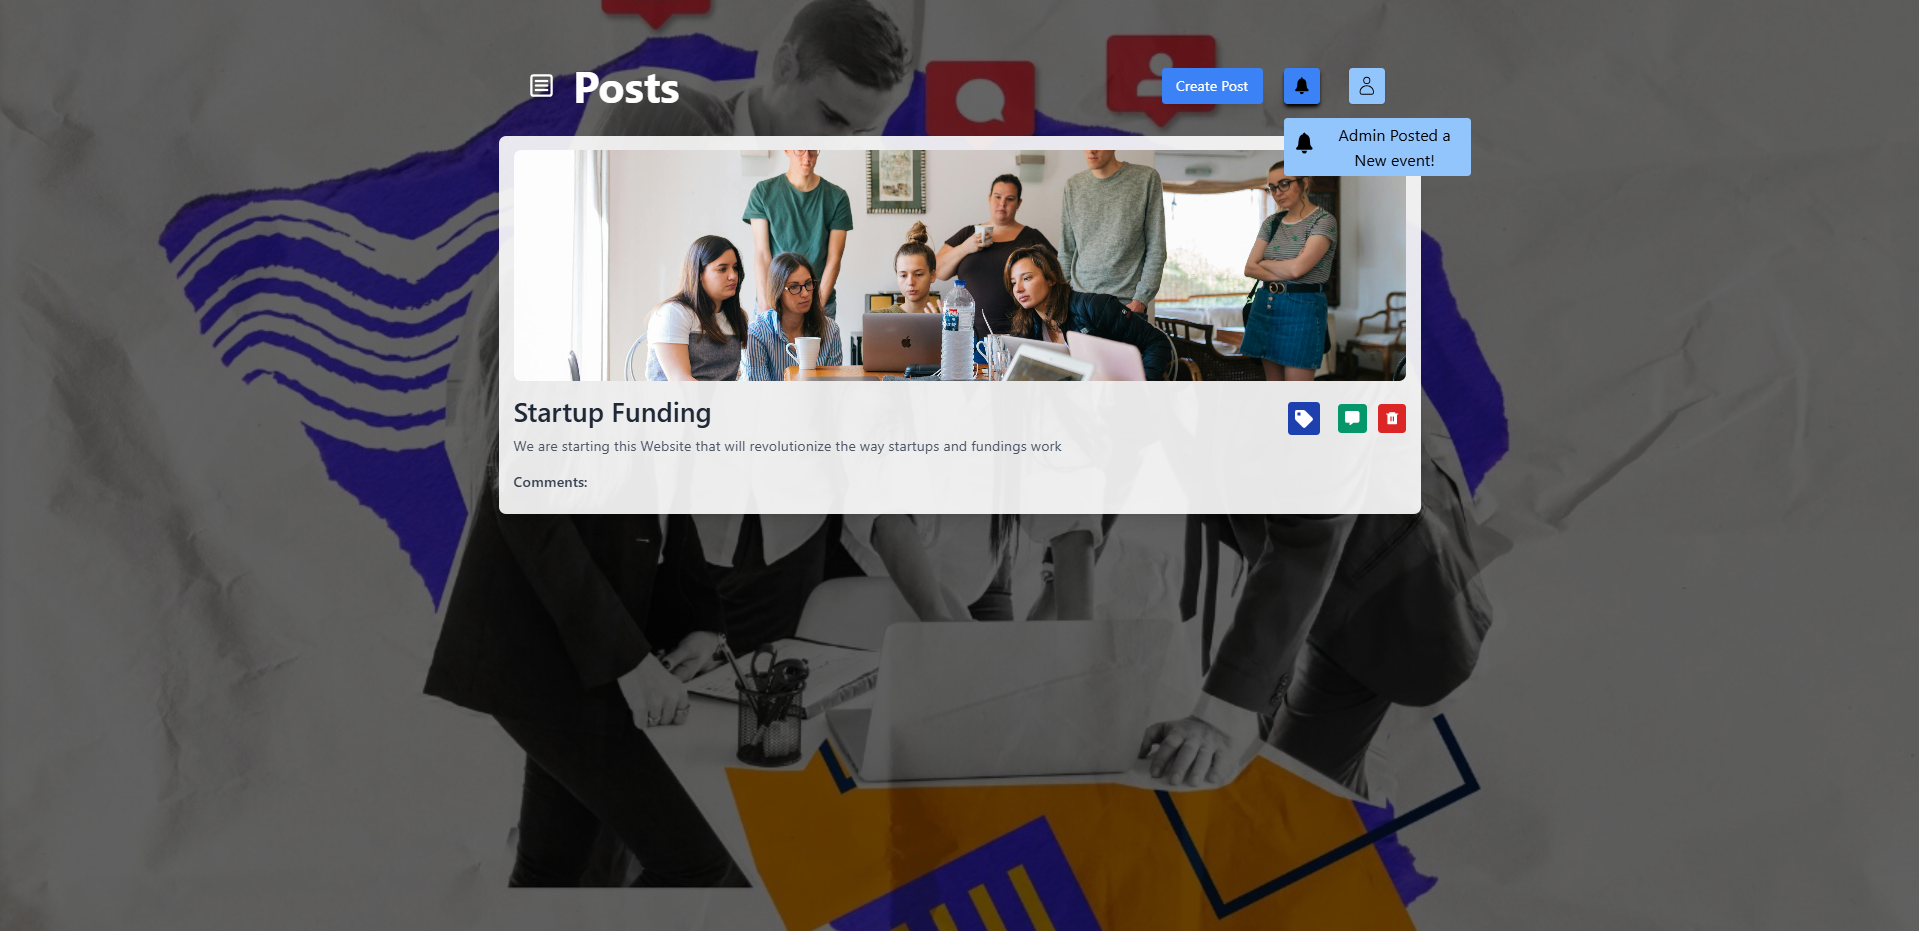 Posts
Create Post
Admin Posted a
New event!
Startup Funding
We are starting this Website that will revolutionize the way startups and fundings work
Comments: